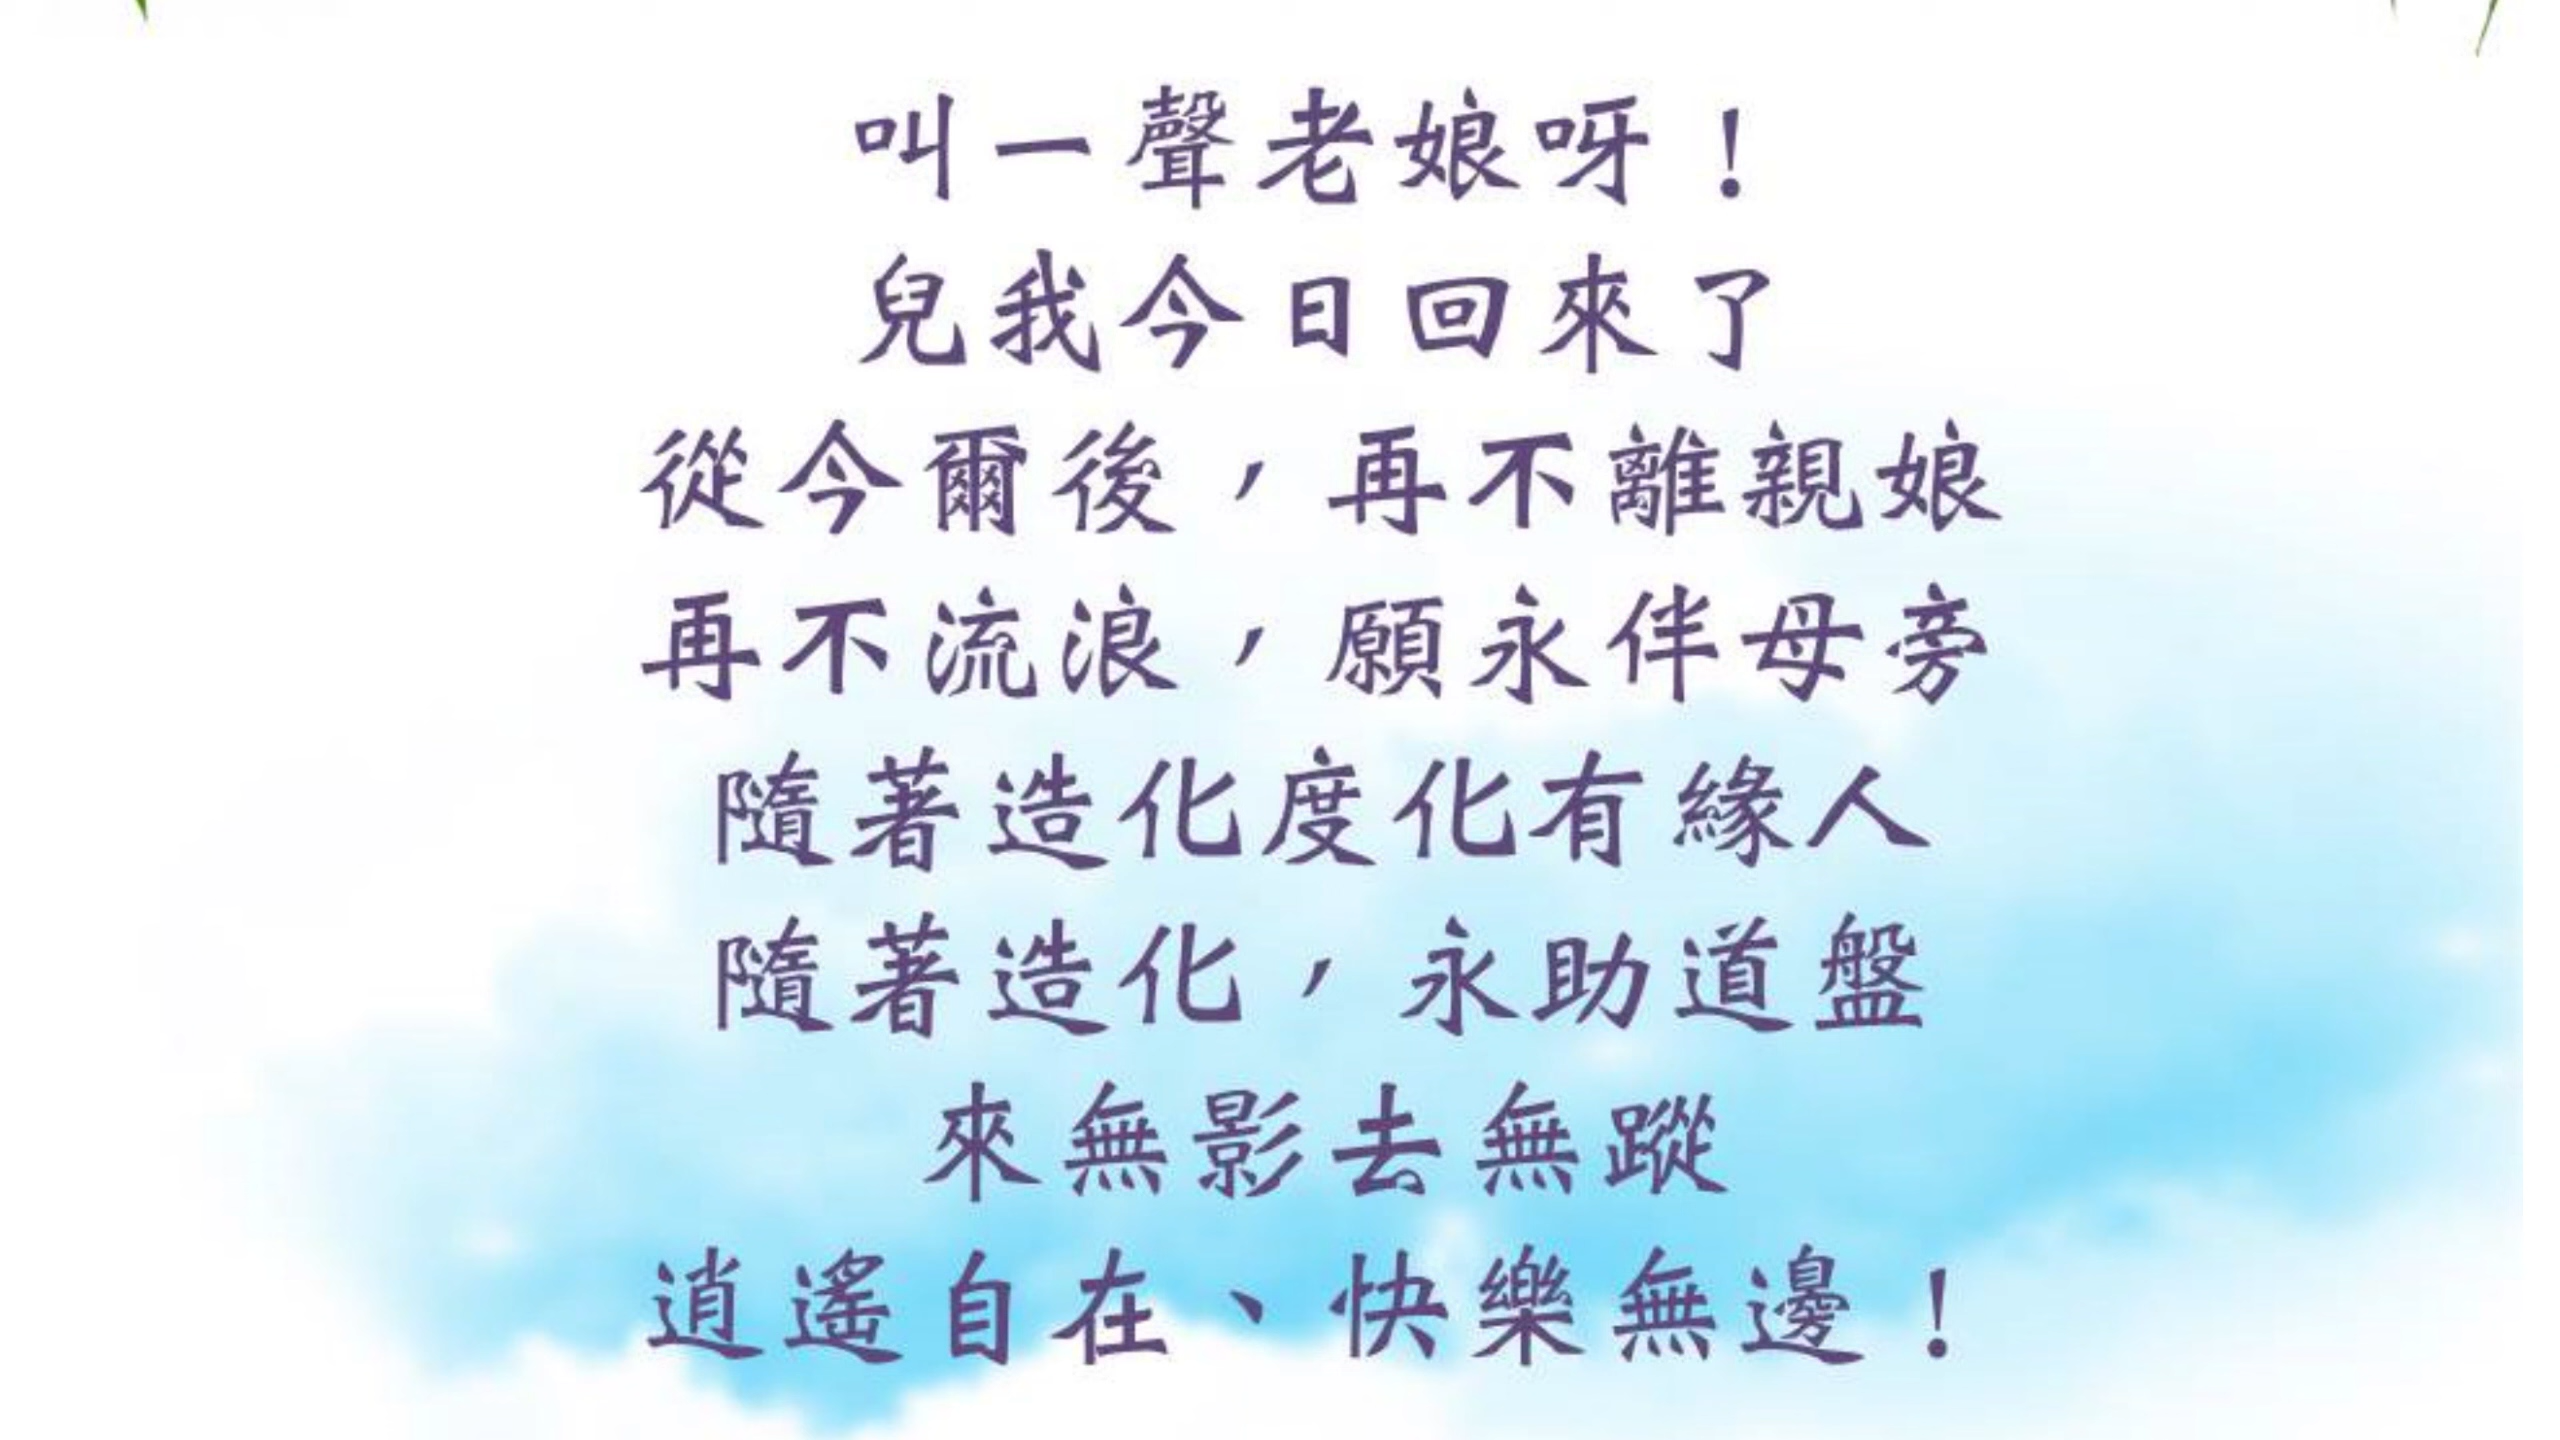 叫一聲老娘呀！
兒我今日回來了
從今爾後，再不離親娘
再不流浪，願永伴母旁
隨著造化度化有緣人
隨著造化，永助道盤
來無影去無蹤
逍遙自在、快樂無邊！